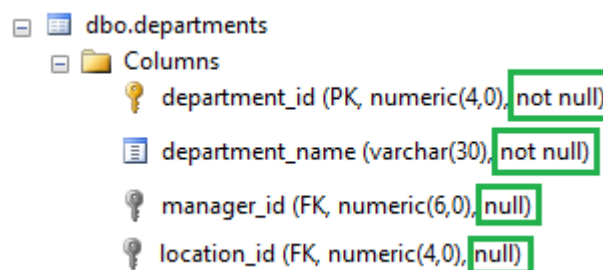 dbo.departments
Columns
department_id (PK, numeric(4,0), not null)
department_name (varchar(30), not null)
manager_id (FK, numeric(6,0), null)
location_id (FK, numeric(4,0), null)